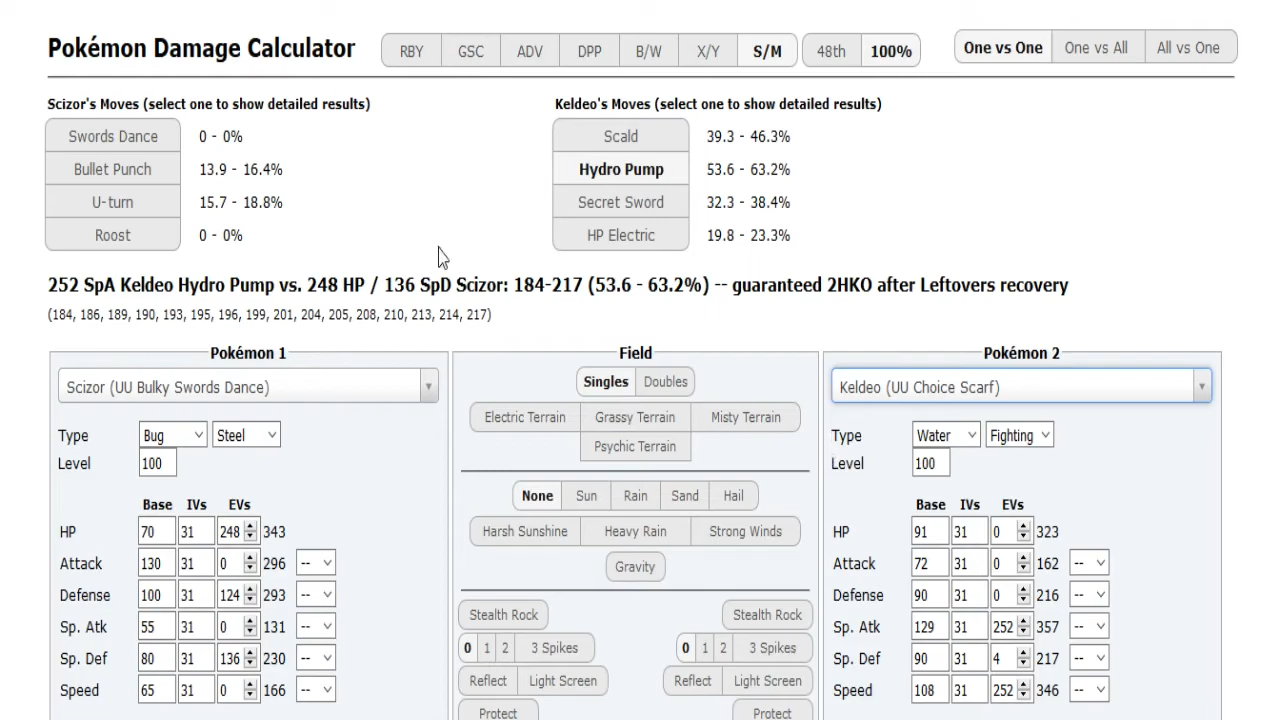 Pokémon Damage Calculator RBY GSC ADV DPP B/W X/Y S/M 48th 100% One vs One One vs All All vs One
Scizor's Moves (select one to show detailed results) Keldeo's Moves (select one to show detailed results)
Swords Dance 0 - 0% Scald 39.3 - 46.3%
Bullet Punch 13.9 - 16.4% Hydro Pump 53.6 - 63.2%
U-turn 15.7 - 18.8% Secret Sword 32.3 - 38.4%
Roost 0 - 0% HP Electric 19.8 - 23.3%
252 SpA Keldeo Hydro Pump vs. 248 HP / 136 SpD Scizor: 184-217 (53.6 - 63.2%) -- guaranteed 2HKO after Leftovers recovery
(184, 186, 189, 190, 193, 195, 196, 199, 201, 204, 205, 208, 210, 213, 214, 217)
Pokémon 1 Field Pokémon 2
Scizor (UU Bulky Swords Dance) Singles Doubles Keldeo (UU Choice Scarf)
Electric Terrain Grassy Terrain Misty Terrain
Type Bug Steel Psychic Terrain Type Water Fighting
Level 100 Level 100
None Sun Rain Sand Hail
Base IVs EVs Base IVs EVs
HP 70 31 248 343 Harsh Sunshine Heavy Rain Strong Winds HP 91 31 0 323
Attack 130 31 0 296 -- Gravity Attack 72 31 0 162 --
Defense 100 31 124 293 -- Defense 90 31 0 216 --
Stealth Rock Stealth Rock
Sp. Atk 55 31 0 131 -- Sp. Atk 129 31 252 357 --
0 1 2 3 Spikes 0 1 2 3 Spikes
Sp. Def 80 31 136 230 -- Sp. Def 90 31 4 217 --
Reflect Light Screen Reflect Light Screen
Speed 65 31 0 166 -- Speed 108 31 252 346 --
Protect Protect